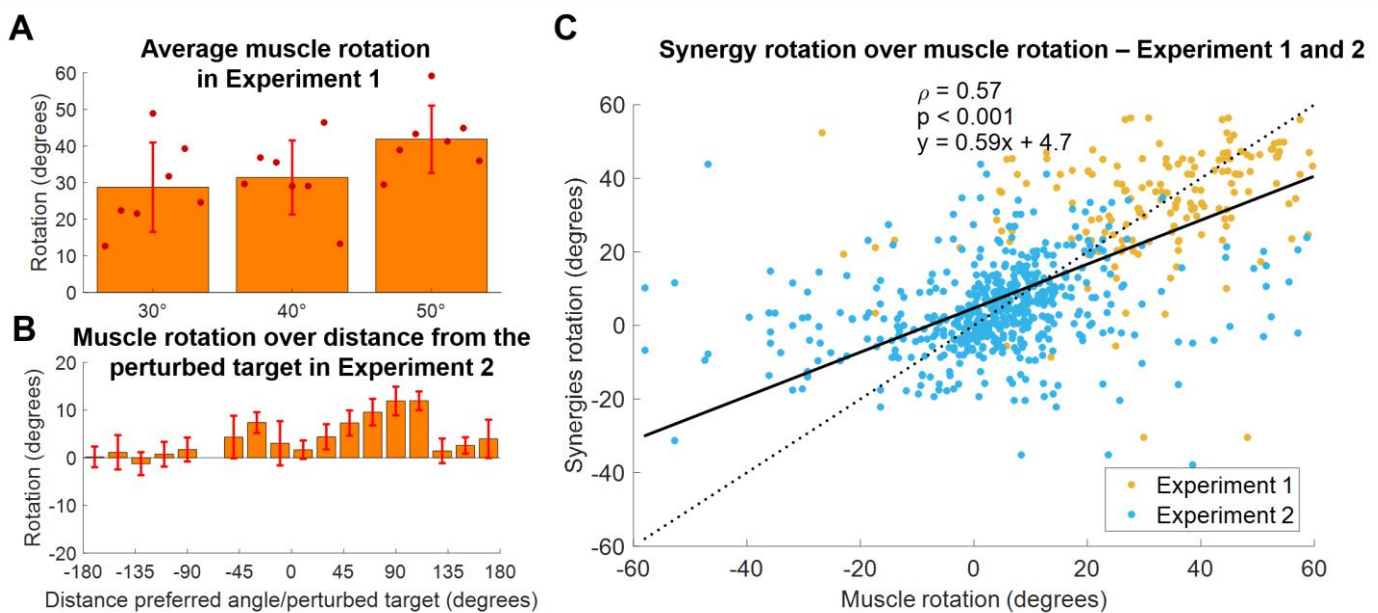 A
Average muscle rotation
in Experiment 1
Rotation (degrees)
60
50
40
30
20
10
0
30°
40°
50°
B
Muscle rotation over distance from the
perturbed target in Experiment 2
Rotation (degrees)
20
10
0
-10
-20
-180
-135
-90
-45
0
45
90
135
180
Distance preferred angle/perturbed target (degrees)
C
Synergy rotation over muscle rotation – Experiment 1 and 2
ρ = 0.57
p < 0.001
y = 0.59x + 4.7
Synergies rotation (degrees)
60
40
20
0
-20
-40
-60
-60
-40
-20
0
20
40
60
Muscle rotation (degrees)
Experiment 1
Experiment 2